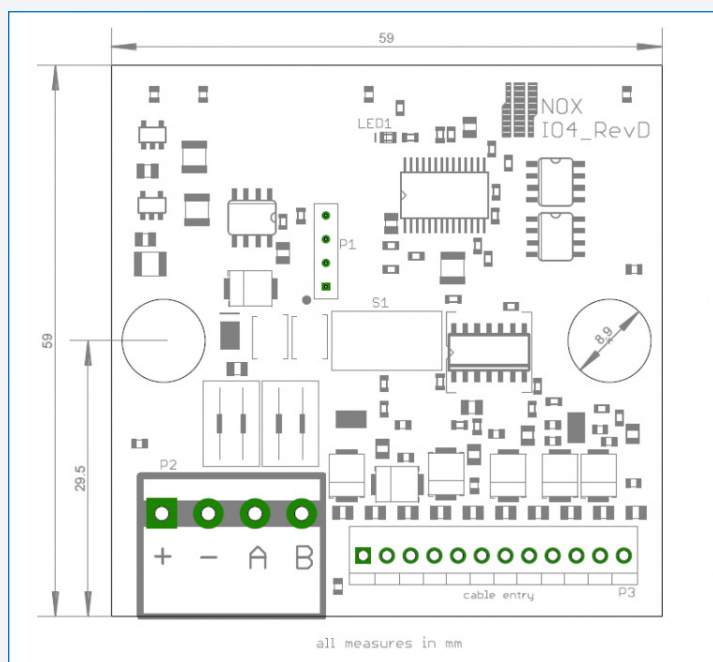 59
NOX
IO4_RevD
LED1
P1
S1
8.9
59
29.5
P2
+ - A B
P3
cable entry
all measures in mm